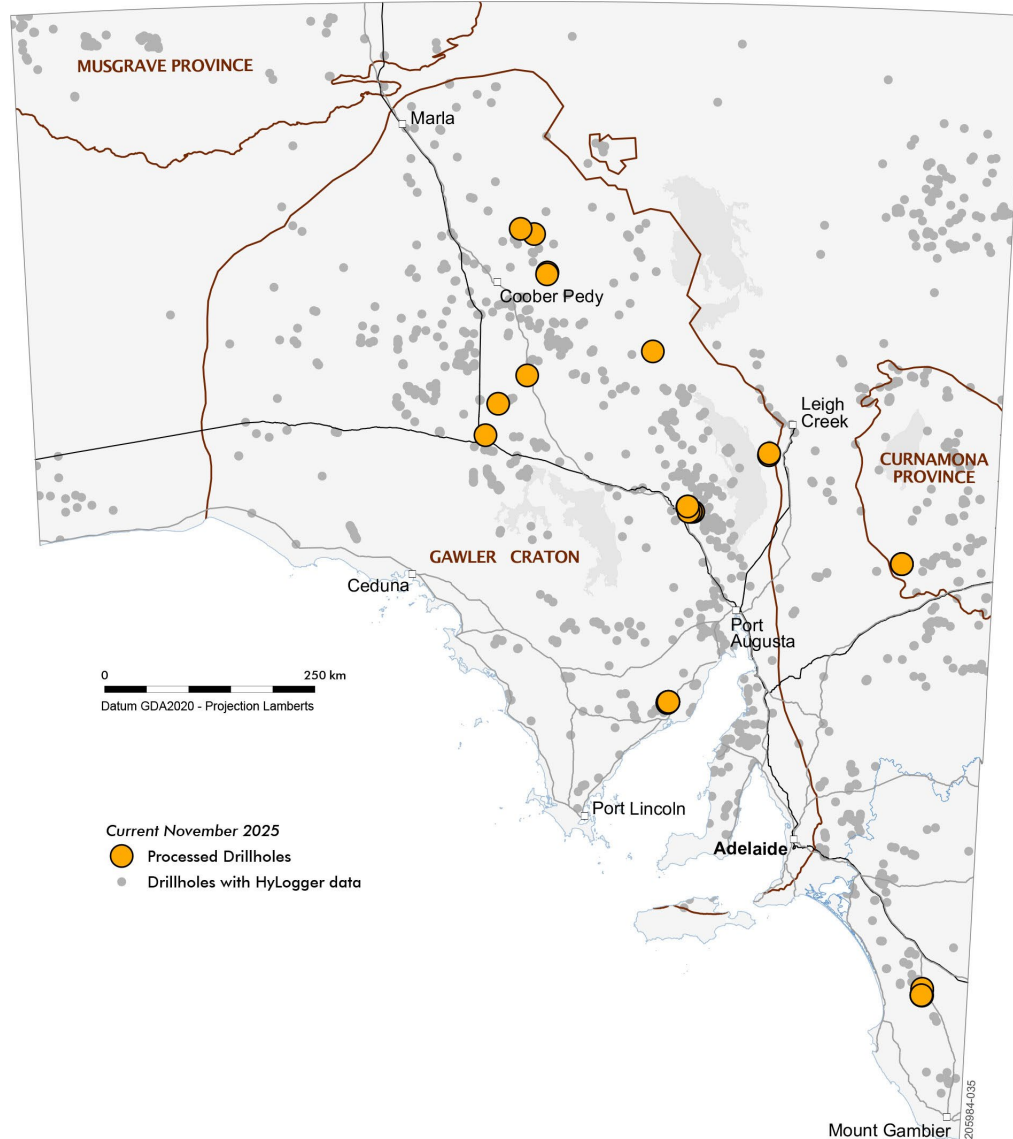 MUSGRAVE PROVINCE
Marla
Coober Pedy
Leigh
Creek
CURNAMONA
PROVINCE
GAWLER CRATON
Ceduna
Port
Augusta
0 250 km
Datum GDA2020 - Projection Lamberts
Port Lincoln
Current November 2025
Processed Drillholes
Adelaide
Drillholes with HyLogger data
205984-035
Mount Gambier